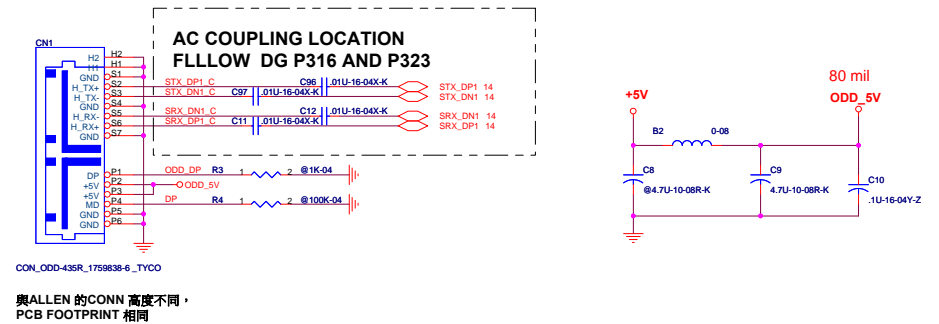 AC COUPLING LOCATION
FLLLOW DG P316 AND P323
CN1
H2 H2
H1 H1
GND S1
H_TX+ S2 STX_DP1_C C96 .01U-16-04X-K STX_DP1 14
H_TX- S3 STX_DN1_C C97 .01U-16-04X-K STX_DN1 14
GND S4
H_RX- S5 SRX_DN1_C C12 .01U-16-04X-K SRX_DN1 14
H_RX+ S6 SRX_DP1_C C11 .01U-16-04X-K SRX_DP1 14
GND S7
DP P1 ODD_DP R3 1 2 @1K-04
+5V P2 ODD_5V
+5V P3
MD P4 DP R4 1 2 @100K-04
GND P5
GND P6
CON_ODD-435R_1759838-6 _TYCO
與ALLEN 的CONN 高度不同,
PCB FOOTPRINT 相同
80 mil
+5V ODD_5V
B2 0-08
C8 C9 C10
@4.7U-10-08R-K 4.7U-10-08R-K .1U-16-04Y-Z